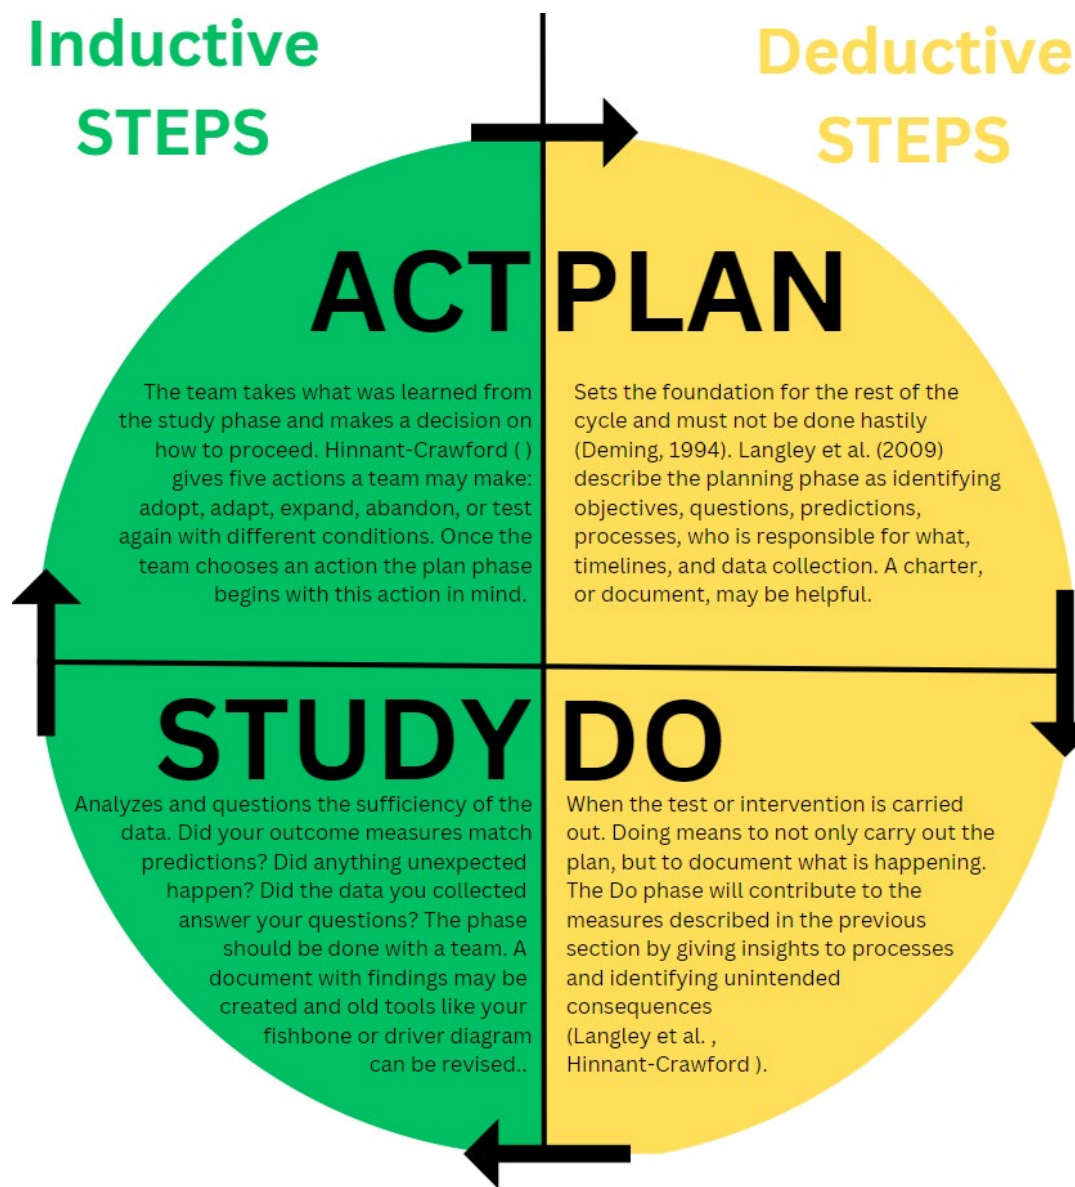 Inductive
STEPS
Deductive
STEPS
ACT
The team takes what was learned from
the study phase and makes a decision on
how to proceed. Hinnant-Crawford ( )
gives five actions a team may make:
adopt, adapt, expand, abandon, or test
again with different conditions. Once the
team chooses an action the plan phase
begins with this action in mind.
PLAN
Sets the foundation for the rest of the
cycle and must not be done hastily
(Deming, 1994). Langley et al. (2009)
describe the planning phase as identifying
objectives, questions, predictions,
processes, who is responsible for what,
timelines, and data collection. A charter,
or document, may be helpful.
STUDY
Analyzes and questions the sufficiency of the
data. Did your outcome measures match
predictions? Did anything unexpected
happen? Did the data you collected
answer your questions? The phase
should be done with a team. A
document with findings may be
created and old tools like your
fishbone or driver diagram
can be revised..
DO
When the test or intervention is carried
out. Doing means to not only carry out the
plan, but to document what is happening.
The Do phase will contribute to the
measures described in the previous
section by giving insights to processes
and identifying unintended
consequences
(Langley et al. ,
Hinnant-Crawford ).